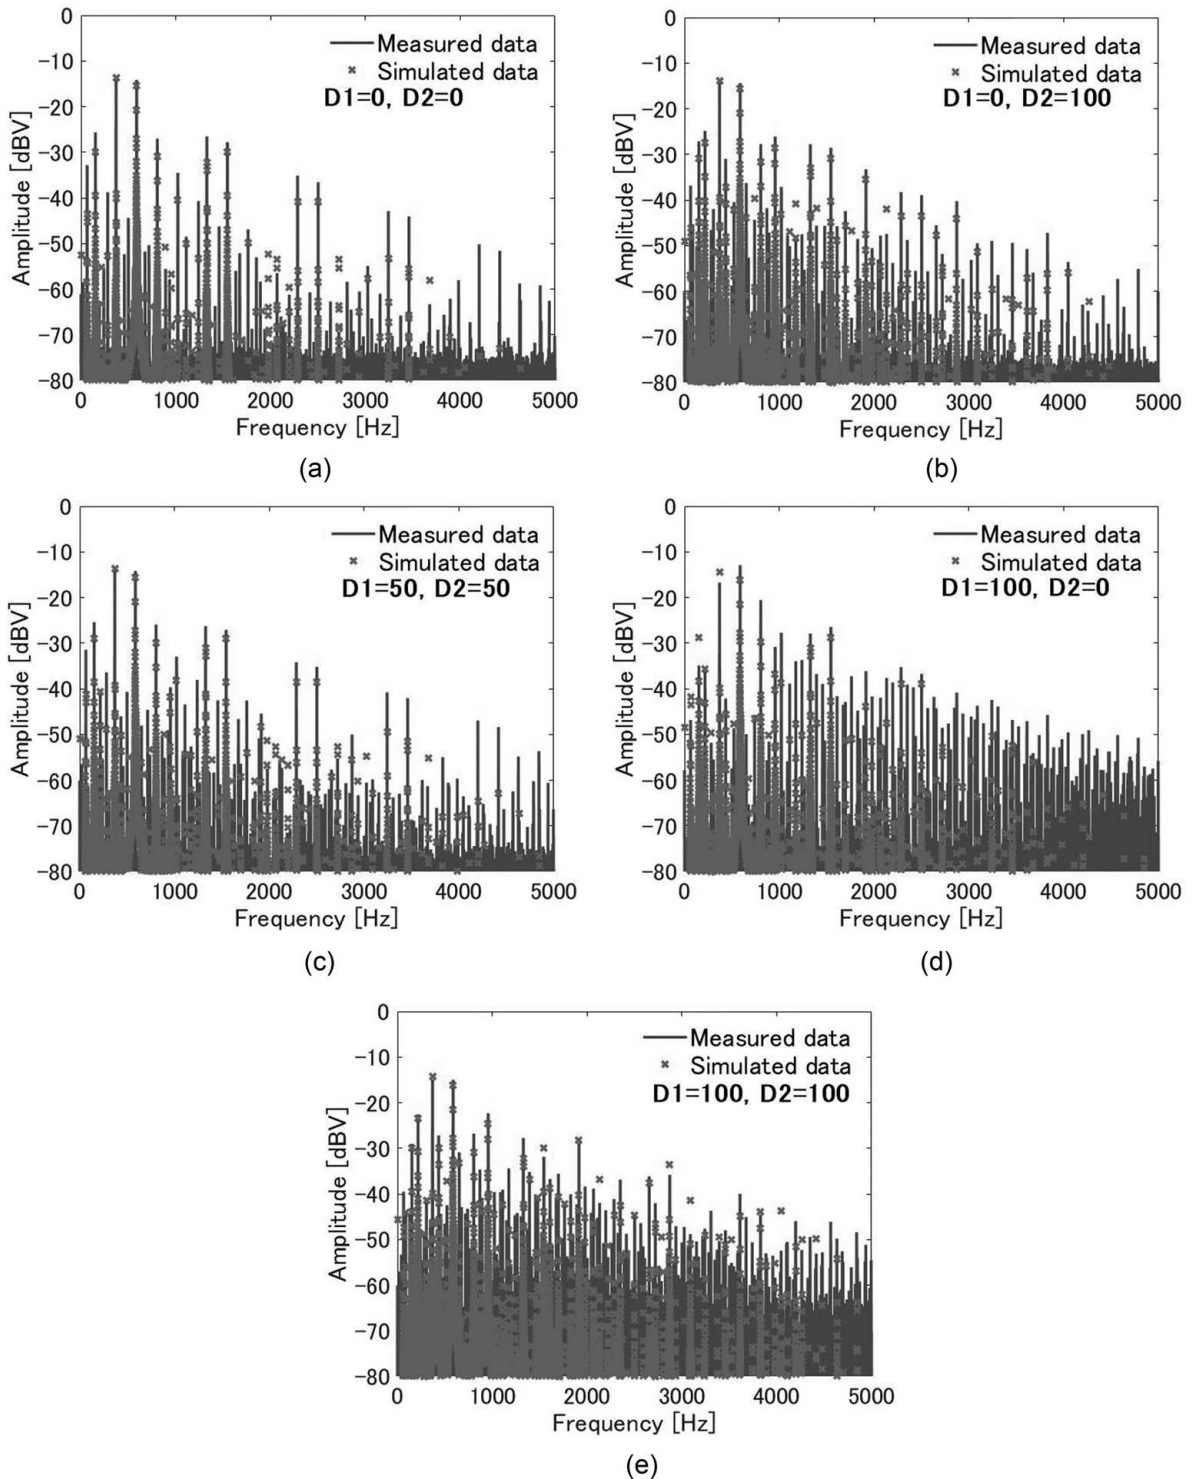 0
-10
-20
-30
-40
-50
-60
-70
-80
Amplitude [dBV]
Measured data
Simulated data
D1=0, D2=0
0 1000 2000 3000 4000 5000
Frequency [Hz]
(a)
0
-10
-20
-30
-40
-50
-60
-70
-80
Amplitude [dBV]
Measured data
Simulated data
D1=0, D2=100
0 1000 2000 3000 4000 5000
Frequency [Hz]
(b)
0
-10
-20
-30
-40
-50
-60
-70
-80
Amplitude [dBV]
Measured data
Simulated data
D1=50, D2=50
0 1000 2000 3000 4000 5000
Frequency [Hz]
(c)
0
-10
-20
-30
-40
-50
-60
-70
-80
Amplitude [dBV]
Measured data
Simulated data
D1=100, D2=0
0 1000 2000 3000 4000 5000
Frequency [Hz]
(d)
0
-10
-20
-30
-40
-50
-60
-70
-80
Amplitude [dBV]
Measured data
Simulated data
D1=100, D2=100
0 1000 2000 3000 4000 5000
Frequency [Hz]
(e)